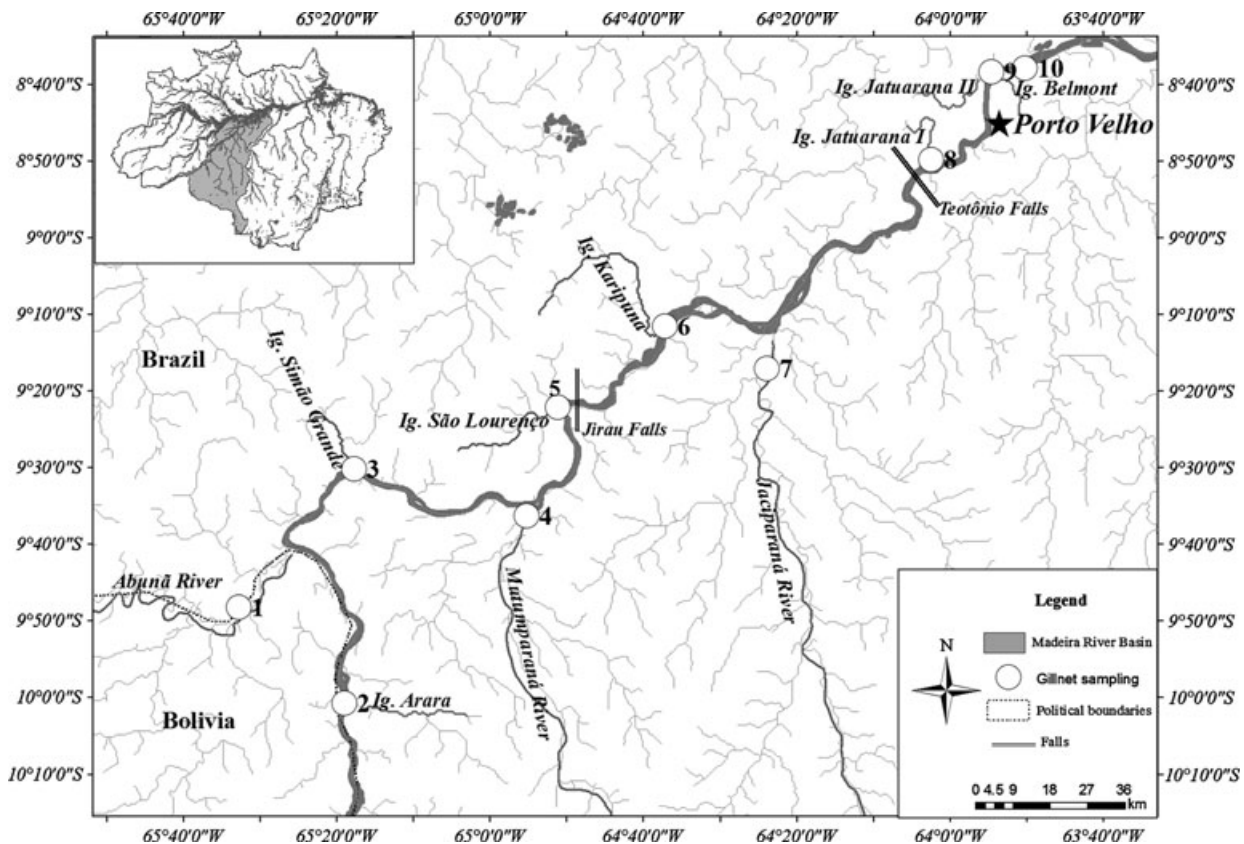 65°40'0"W 65°20'0"W 65°0'0"W 64°40'0"W 64°20'0"W 64°0'0"W 63°40'0"W
8°40'0"S
8°50'0"S
9°0'0"S
9°10'0"S
9°20'0"S
9°30'0"S
9°40'0"S
9°50'0"S
10°0'0"S
10°10'0"S
9
10
Ig. Jatuarana II
Ig. Belmont
Porto Velho
Ig. Jatuarana I
8
Teotônio Falls
Ig. Karipuna
6
7
Brazil
Ig. Simão Grande
5
Ig. São Lourenço
Jirau Falls
3
4
Jaciparaná River
Mutumparaná River
Abunã River
1
2
Ig. Arara
Bolivia
Legend
Madeira River Basin
Gillnet sampling
Political boundaries
Falls
N
0 4.5 9 18 27 36
km
8°40'0"S
8°50'0"S
9°0'0"S
9°10'0"S
9°20'0"S
9°30'0"S
9°40'0"S
9°50'0"S
10°0'0"S
10°10'0"S
65°40'0"W 65°20'0"W 65°0'0"W 64°40'0"W 64°20'0"W 64°0'0"W 63°40'0"W